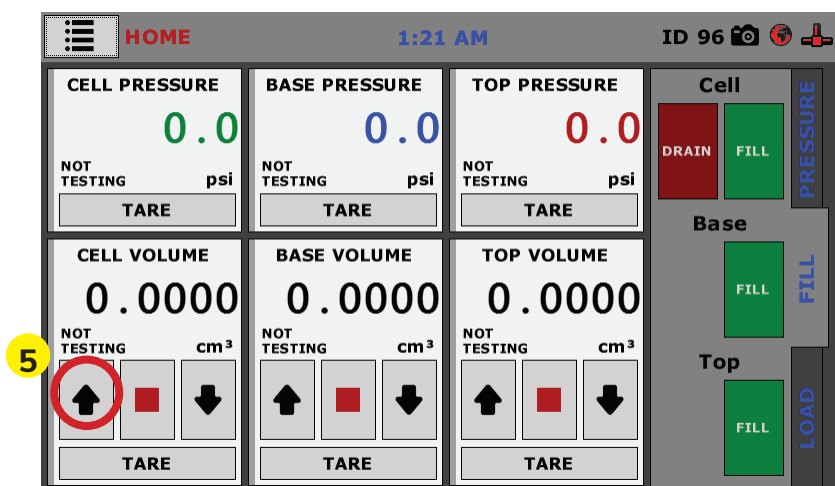 HOME 1:21 AM ID 96
CELL PRESSURE
0.0
NOT
TESTING psi
TARE
BASE PRESSURE
0.0
NOT
TESTING psi
TARE
TOP PRESSURE
0.0
NOT
TESTING psi
TARE
CELL VOLUME
0.0000
NOT
TESTING cm³
TARE
BASE VOLUME
0.0000
NOT
TESTING cm³
TARE
TOP VOLUME
0.0000
NOT
TESTING cm³
TARE
5
Cell
DRAIN FILL
Base
FILL
Top
FILL
PRESSURE
FILL
LOAD